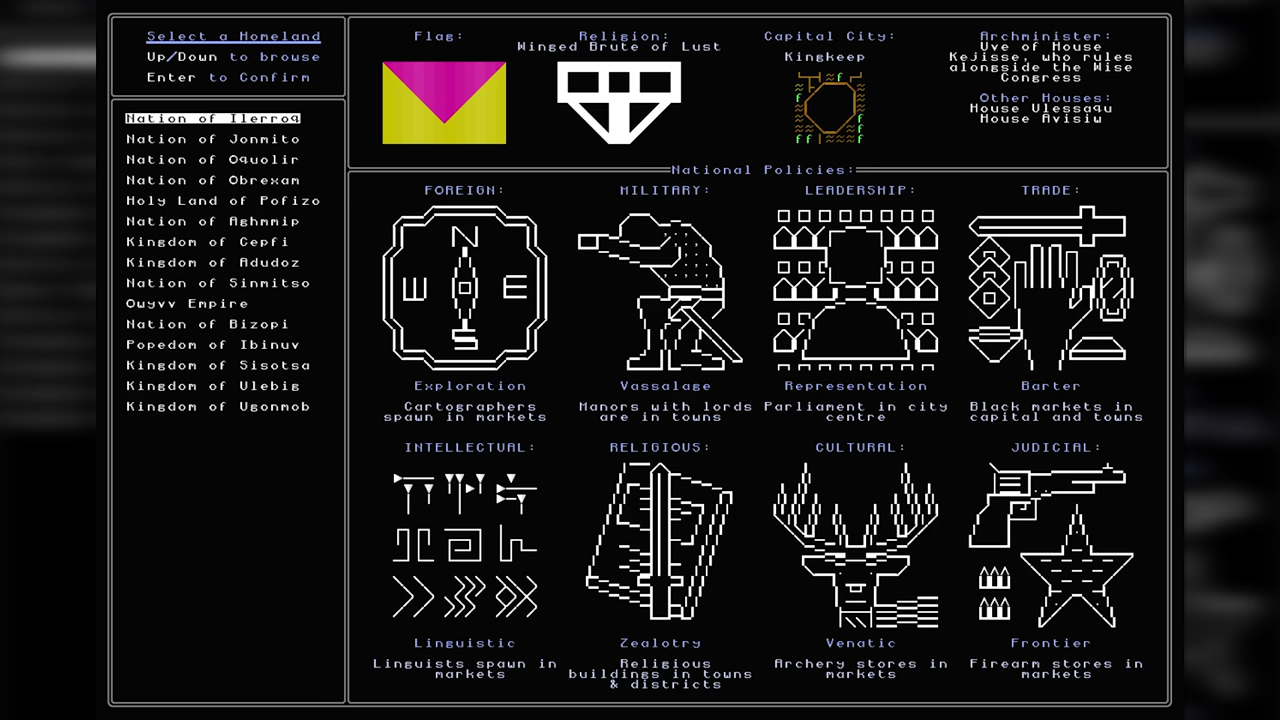 Select a Homeland
Up/Down to browse
Enter to Confirm
Nation of Ilerroq
Nation of Jonmito
Nation of Oquolir
Nation of Obrexam
Holy Land of Pofizo
Nation of Aghmmip
Kingdom of Cepfi
Kingdom of Adudoz
Nation of Sinmitso
Owyvv Empire
Nation of Bizopi
Popedom of Ibinuv
Kingdom of Sisotsa
Kingdom of Ulebig
Kingdom of Ugonmob
Flag:
Religion:
Winged Brute of Lust
Capital City:
Kingkeep
Archminister:
Uve of House
Kejisse, who rules
alongside the Wise
Congress
Other Houses:
House Ulessaqu
House Avisiw
National Policies:
FOREIGN:
N
W
E
S
Exploration
Cartographers
spawn in markets
MILITARY:
Vassalage
Manors with lords
are in towns
LEADERSHIP:
Representation
Parliament in city
centre
TRADE:
Barter
Black markets in
capital and towns
INTELLECTUAL:
Linguistic
Linguists spawn in
markets
RELIGIOUS:
Zealotry
Religious
buildings in towns
& districts
CULTURAL:
Venatic
Archery stores in
markets
JUDICIAL:
Frontier
Firearm stores in
markets